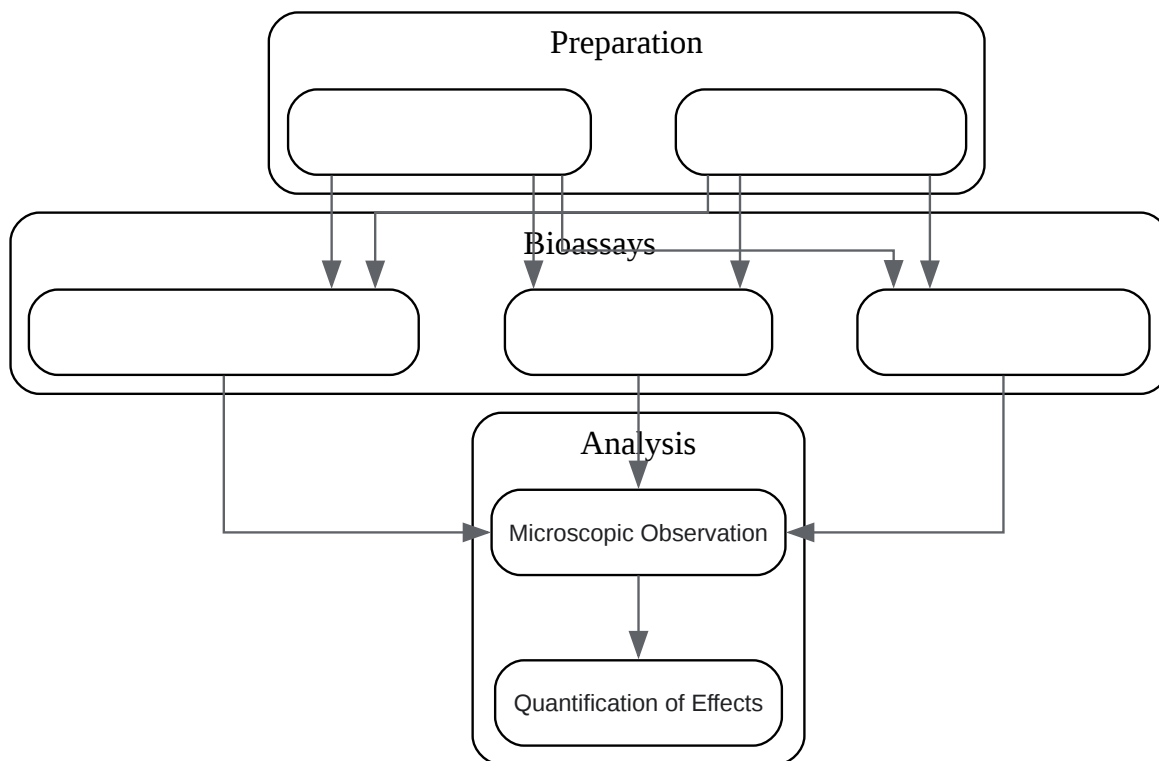 Preparation
Bioassays
Analysis
Microscopic Observation
Quantification of Effects